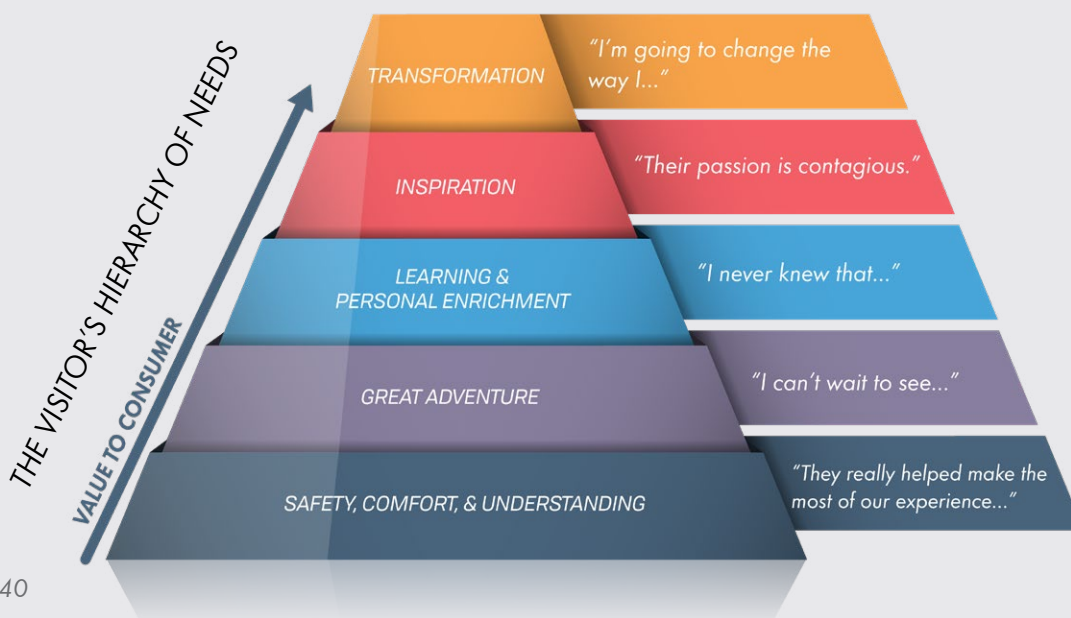 THE VISITOR'S HIERARCHY OF NEEDS
VALUE TO CONSUMER
TRANSFORMATION
"I'm going to change the
way I..."
INSPIRATION
"Their passion is contagious."
LEARNING &
PERSONAL ENRICHMENT
"I never knew that..."
GREAT ADVENTURE
"I can't wait to see..."
SAFETY, COMFORT, & UNDERSTANDING
"They really helped make the
most of our experience..."
40